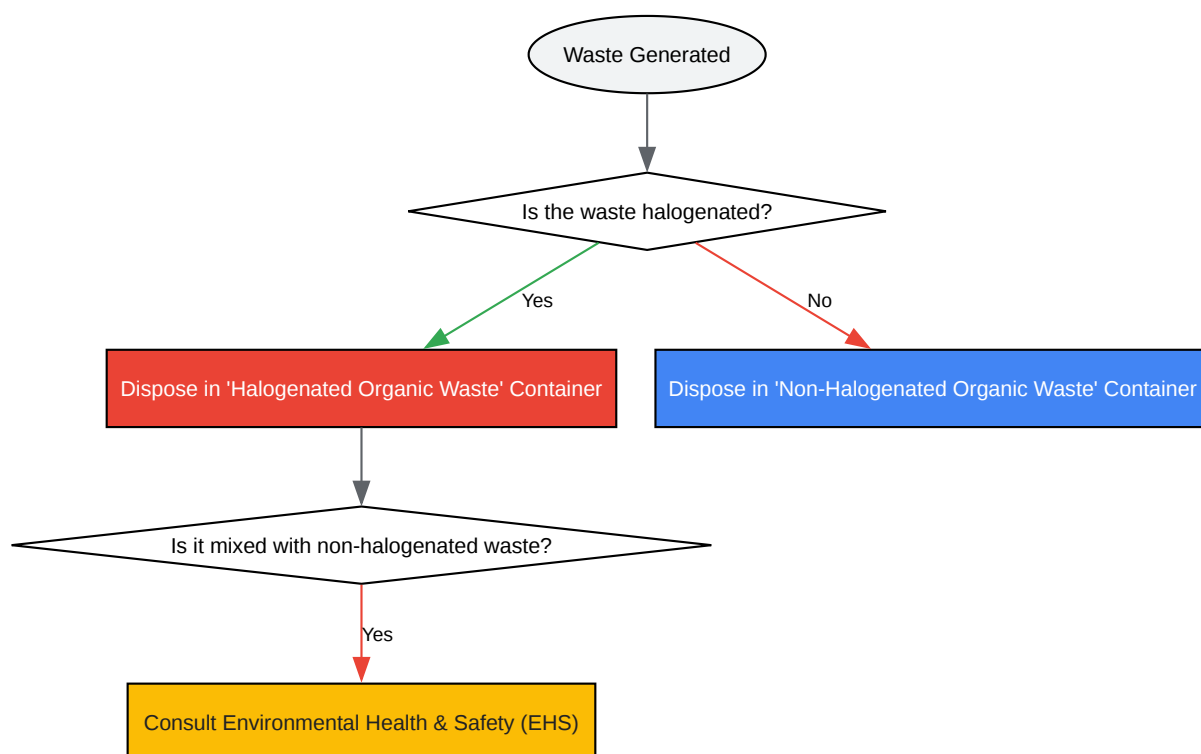 Waste Generated
Is the waste halogenated?
Yes
No
Dispose in 'Halogenated Organic Waste' Container
Dispose in 'Non-Halogenated Organic Waste' Container
Is it mixed with non-halogenated waste?
Yes
Consult Environmental Health & Safety (EHS)